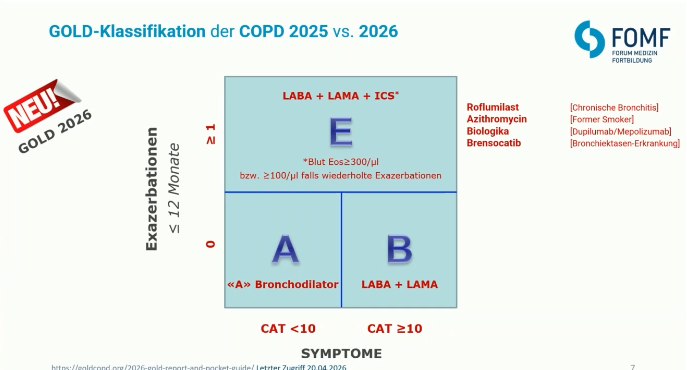 GOLD-Klassifikation der COPD 2025 vs. 2026
FOMF
FORUM MEDIZIN
FORTBILDUNG
NEU!
GOLD 2026
Exazerbationen
≤ 12 Monate
≥ 1
0
LABA + LAMA + ICS*
E
*Blut Eos≥300/µl
bzw. ≥100/µl falls wiederholte Exazerbationen
A
«A» Bronchodilator
B
LABA + LAMA
CAT <10
CAT ≥10
SYMPTOME
Roflumilast [Chronische Bronchitis]
Azithromycin [Former Smoker]
Biologika [Dupilumab/Mepolizumab]
Brensocatib [Bronchiektasen-Erkrankung]
https://goldcopd.org/2026-gold-report-and-pocket-guide/ Letzter Zugriff 20.04.2026
7